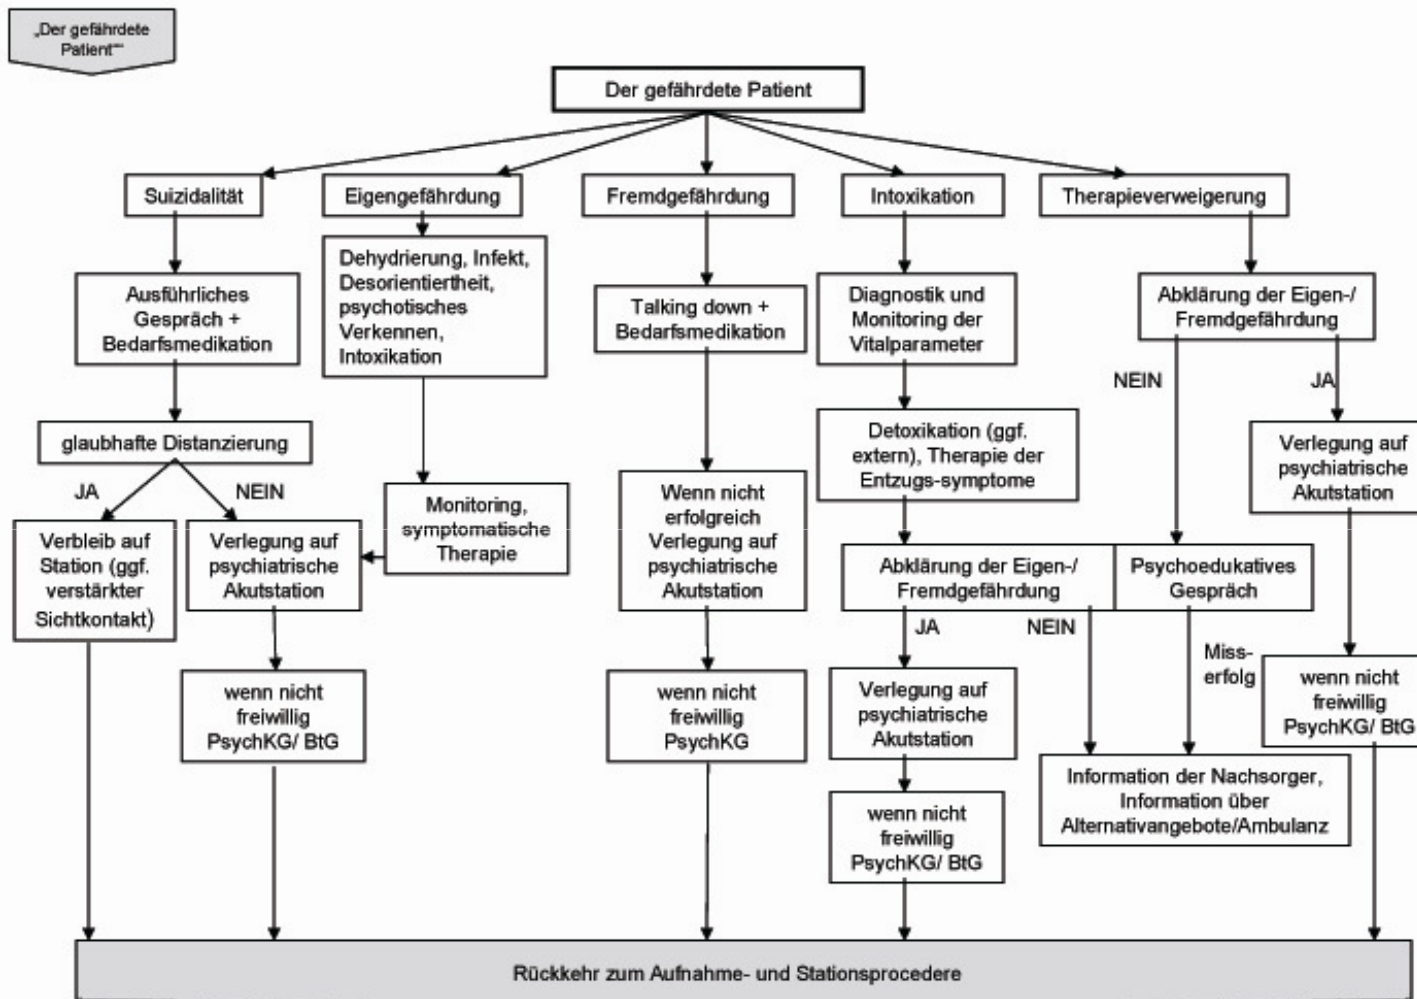 „Der gefährdete
Patient““
Der gefährdete Patient
Suizidalität
Eigengefährdung
Fremdgefährdung
Intoxikation
Therapieverweigerung
Ausführliches
Gespräch +
Bedarfsmedikation
Dehydrierung, Infekt,
Desorientiertheit,
psychotisches
Verkennen,
Intoxikation
Talking down +
Bedarfsmedikation
Diagnostik und
Monitoring der
Vitalparameter
Abklärung der Eigen-/
Fremdgefährdung
NEIN
JA
glaubhafte Distanzierung
JA
NEIN
Detoxikation (ggf.
extern), Therapie der
Entzugs-symptome
Verlegung auf
psychiatrische
Akutstation
Verbleib auf
Station (ggf.
verstärkter
Sichtkontakt)
Verlegung auf
psychiatrische
Akutstation
Monitoring,
symptomatische
Therapie
Wenn nicht
erfolgreich
Verlegung auf
psychiatrische
Akutstation
Abklärung der Eigen-/
Fremdgefährdung
Psychoedukatives
Gespräch
JA
NEIN
Miss-
erfolg
wenn nicht
freiwillig
PsychKG/ BtG
wenn nicht
freiwillig
PsychKG
Verlegung auf
psychiatrische
Akutstation
wenn nicht
freiwillig
PsychKG/ BtG
Information der Nachsorger,
Information über
Alternativangebote/Ambulanz
wenn nicht
freiwillig
PsychKG/ BtG
Rückkehr zum Aufnahme- und Stationsprocedere